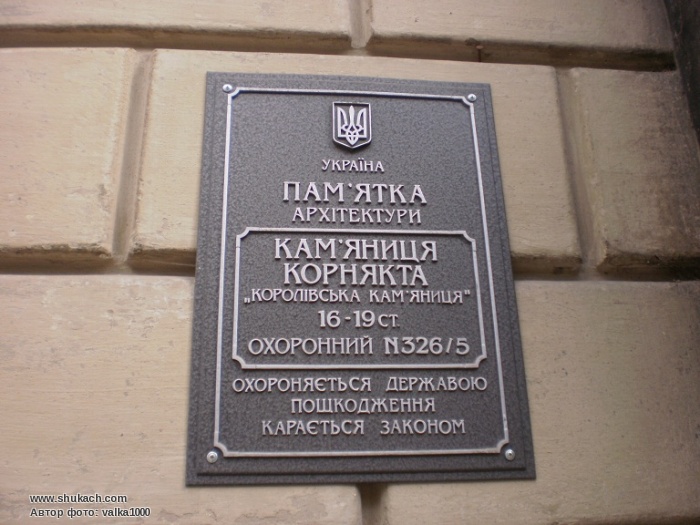 УКРАЇНА
ПАМ'ЯТКА
АРХІТЕКТУРИ
КАМ'ЯНИЦЯ
КОРНЯКТА
„КОРОЛІВСЬКА КАМ'ЯНИЦЯ"
16-19 СТ.
ОХОРОННИЙ N326/5
ОХОРОНЯЄТЬСЯ ДЕРЖАВОЮ
ПОШКОДЖЕННЯ
КАРАЄТЬСЯ ЗАКОНОМ
www.shukach.com
Автор фото: valka1000